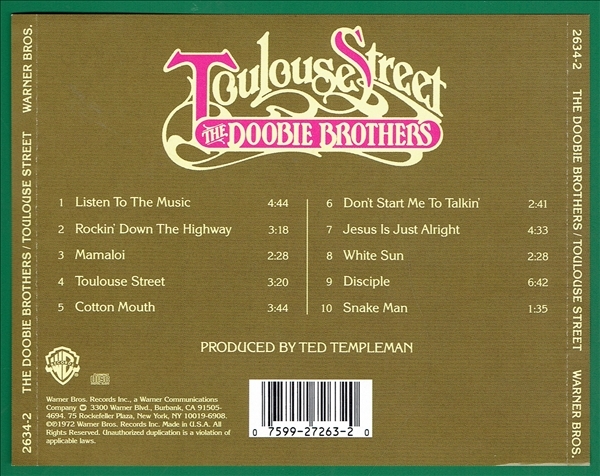 Toulouse Street
THE DOOBIE BROTHERS
1 Listen To The Music 4:44
2 Rockin' Down The Highway 3:18
3 Mamaloi 2:28
4 Toulouse Street 3:20
5 Cotton Mouth 3:44
6 Don't Start Me To Talkin' 2:41
7 Jesus Is Just Alright 4:33
8 White Sun 2:28
9 Disciple 6:42
10 Snake Man 1:35
PRODUCED BY TED TEMPLEMAN
Warner Bros. Records Inc., a Warner Communications
Company 3300 Warner Blvd., Burbank, CA 91505-
4694. 75 Rockefeller Plaza, New York, NY 10019-6908.
©℗1972 Warner Bros. Records Inc. Made in U.S.A. All
Rights Reserved. Unauthorized duplication is a violation of
applicable laws.
0 7599-27263-2 0
2634-2 THE DOOBIE BROTHERS / TOULOUSE STREET WARNER BROS.
2634-2 THE DOOBIE BROTHERS / TOULOUSE STREET WARNER BROS.